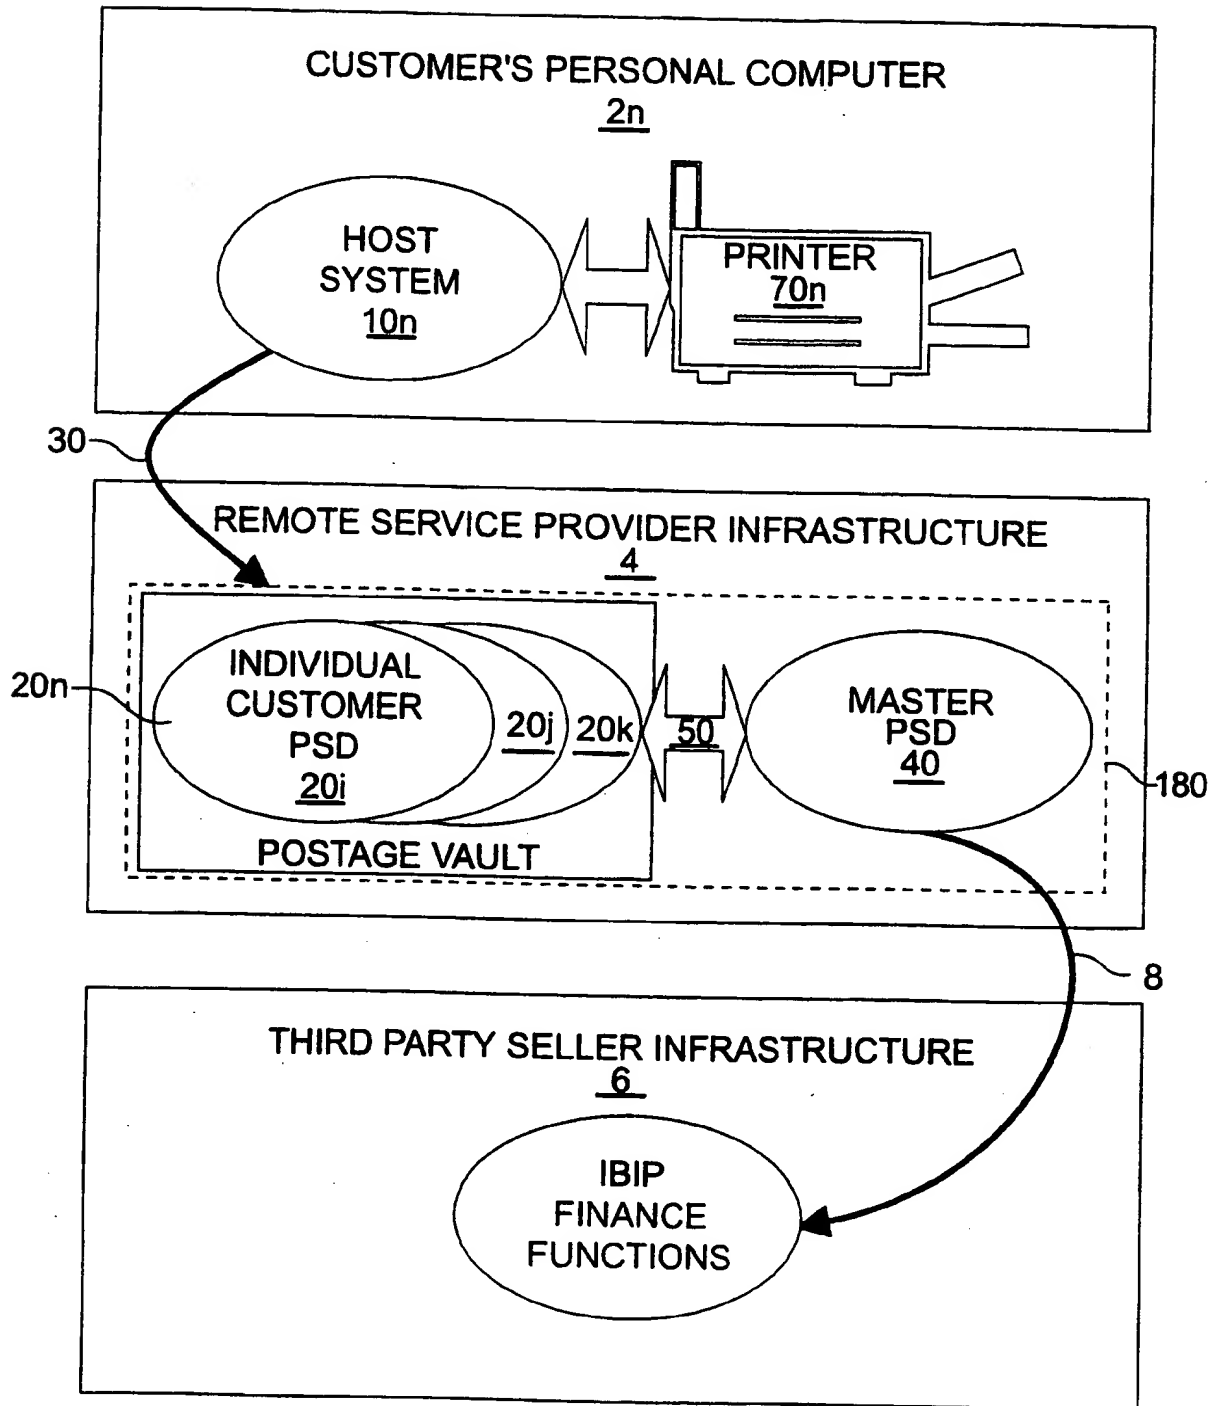 CUSTOMER'S PERSONAL COMPUTER
2n
HOST
SYSTEM
10n
PRINTER
70n
30
REMOTE SERVICE PROVIDER INFRASTRUCTURE
4
20n
INDIVIDUAL
CUSTOMER
PSD
20i
20j
20k
POSTAGE VAULT
50
MASTER
PSD
40
180
8
THIRD PARTY SELLER INFRASTRUCTURE
6
IBIP
FINANCE
FUNCTIONS